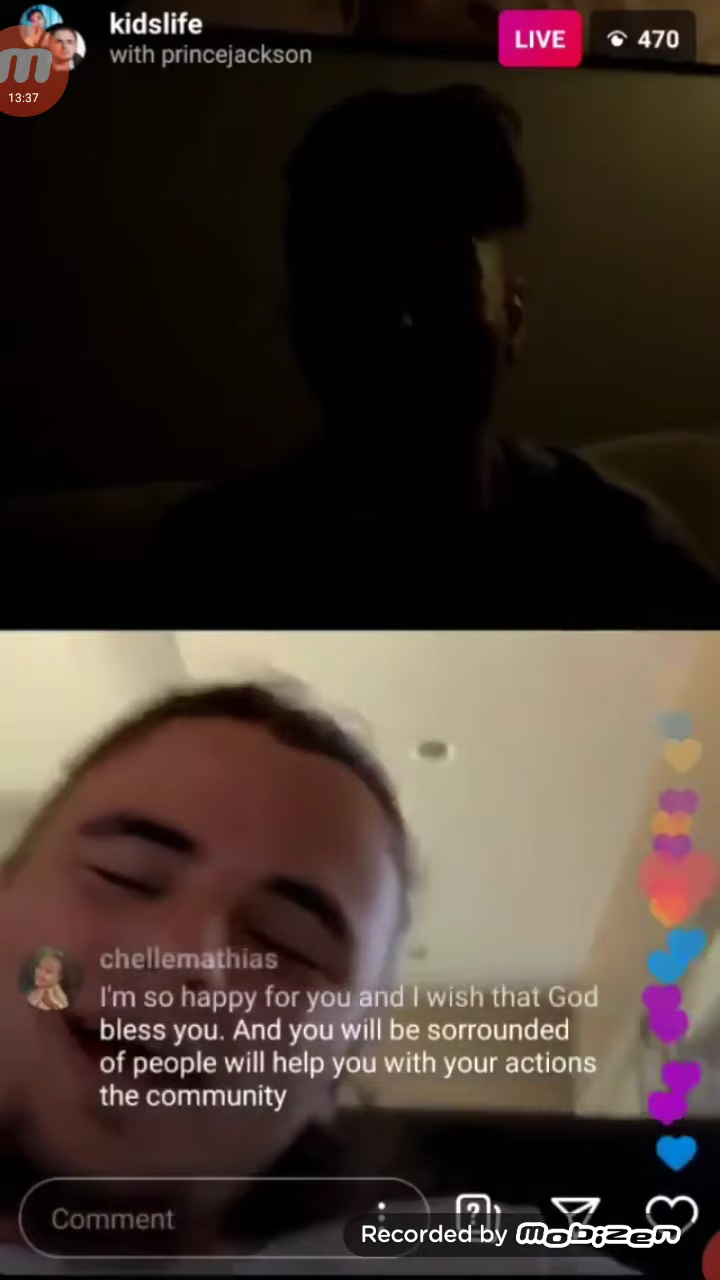 kidslife
with princejackson
LIVE
470
m
13:37
chellemathias
I'm so happy for you and I wish that God
bless you. And you will be sorrounded
of people will help you with your actions
the community
Comment
Recorded by mobizen